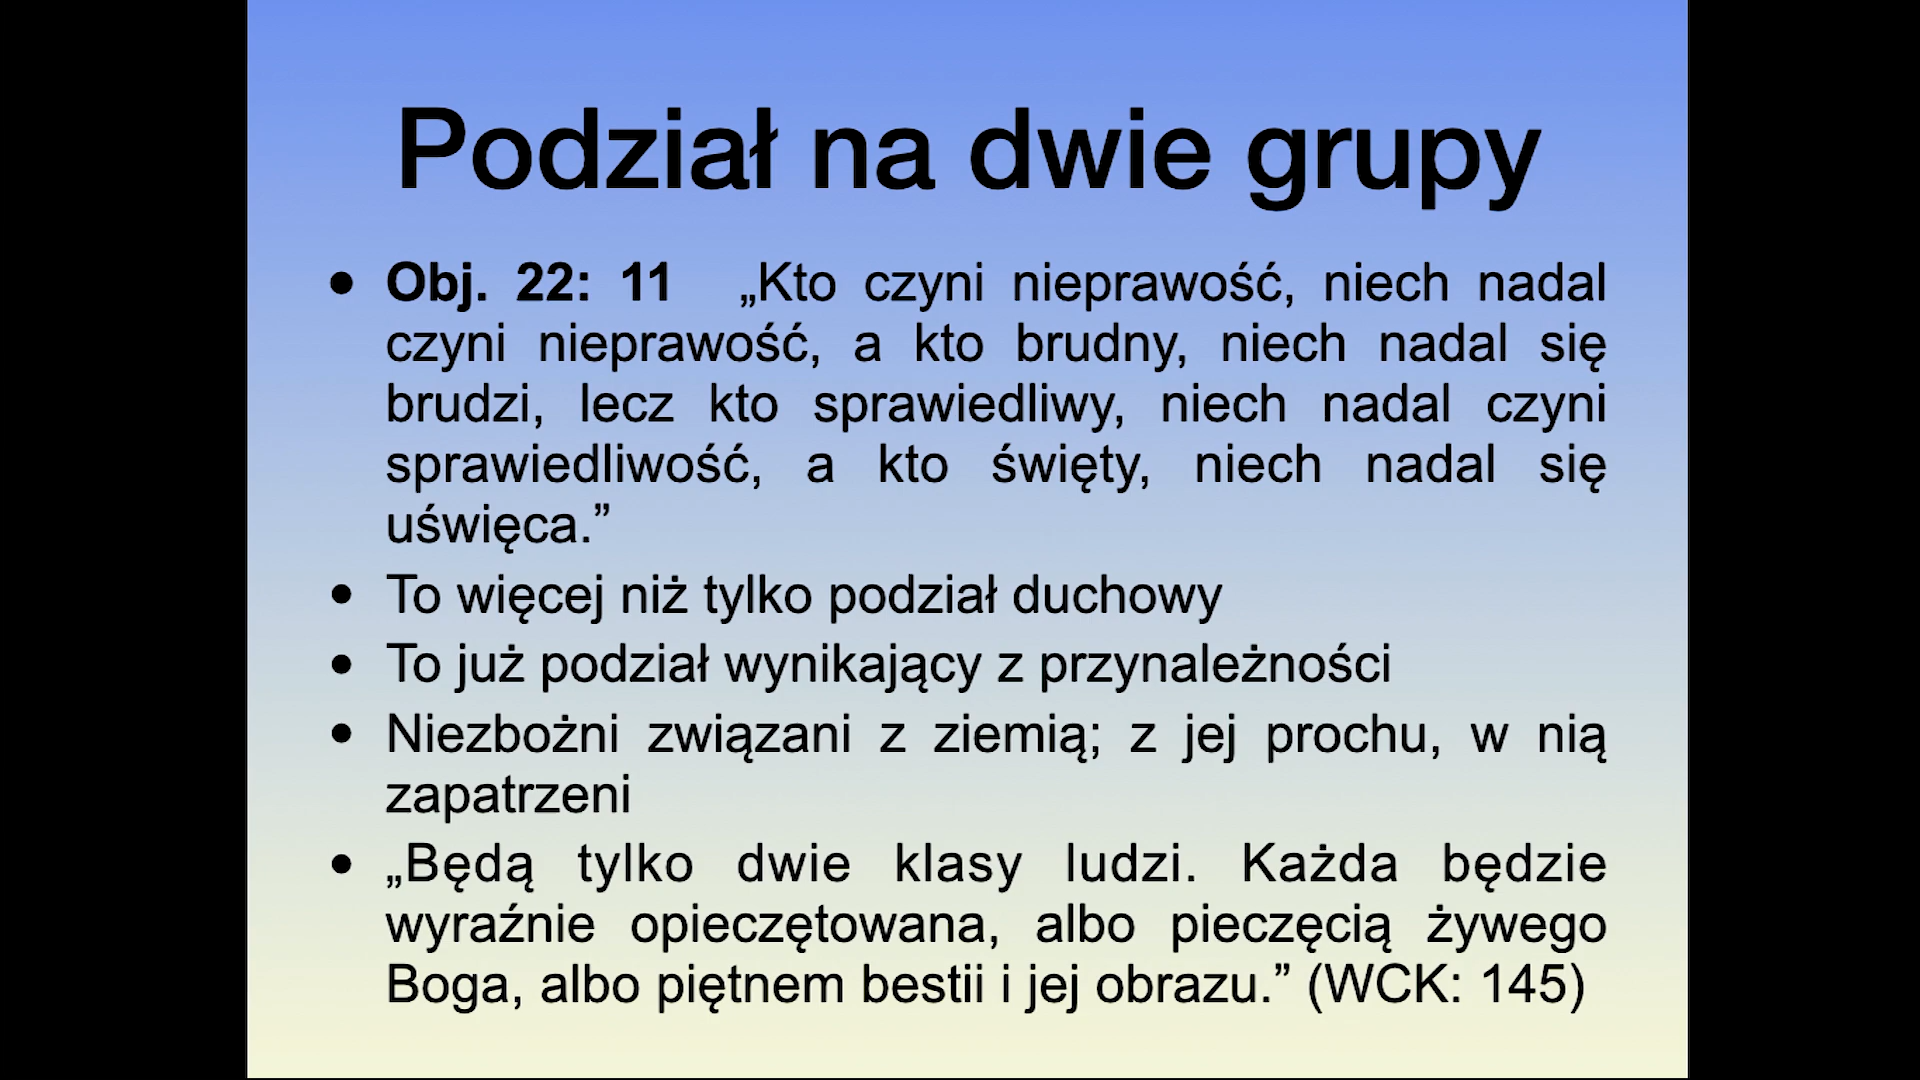 Podział na dwie grupy
• Obj. 22: 11 „Kto czyni nieprawość, niech nadal
czyni nieprawość, a kto brudny, niech nadal się
brudzi, lecz kto sprawiedliwy, niech nadal czyni
sprawiedliwość, a kto święty, niech nadal się
uświęca.”
• To więcej niż tylko podział duchowy
• To już podział wynikający z przynależności
• Niezbożni związani z ziemią; z jej prochu, w nią
zapatrzeni
• „Będą tylko dwie klasy ludzi. Każda będzie
wyraźnie opieczętowana, albo pieczęcią żywego
Boga, albo piętnem bestii i jej obrazu.” (WCK: 145)